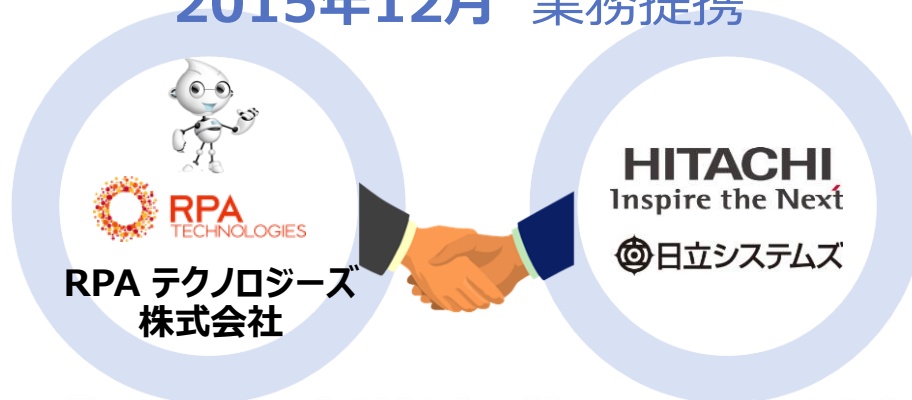 2015年12月 業務提携
RPA
TECHNOLOGIES
RPA テクノロジーズ
株式会社
HITACHI
Inspire the Next
日立システムズ